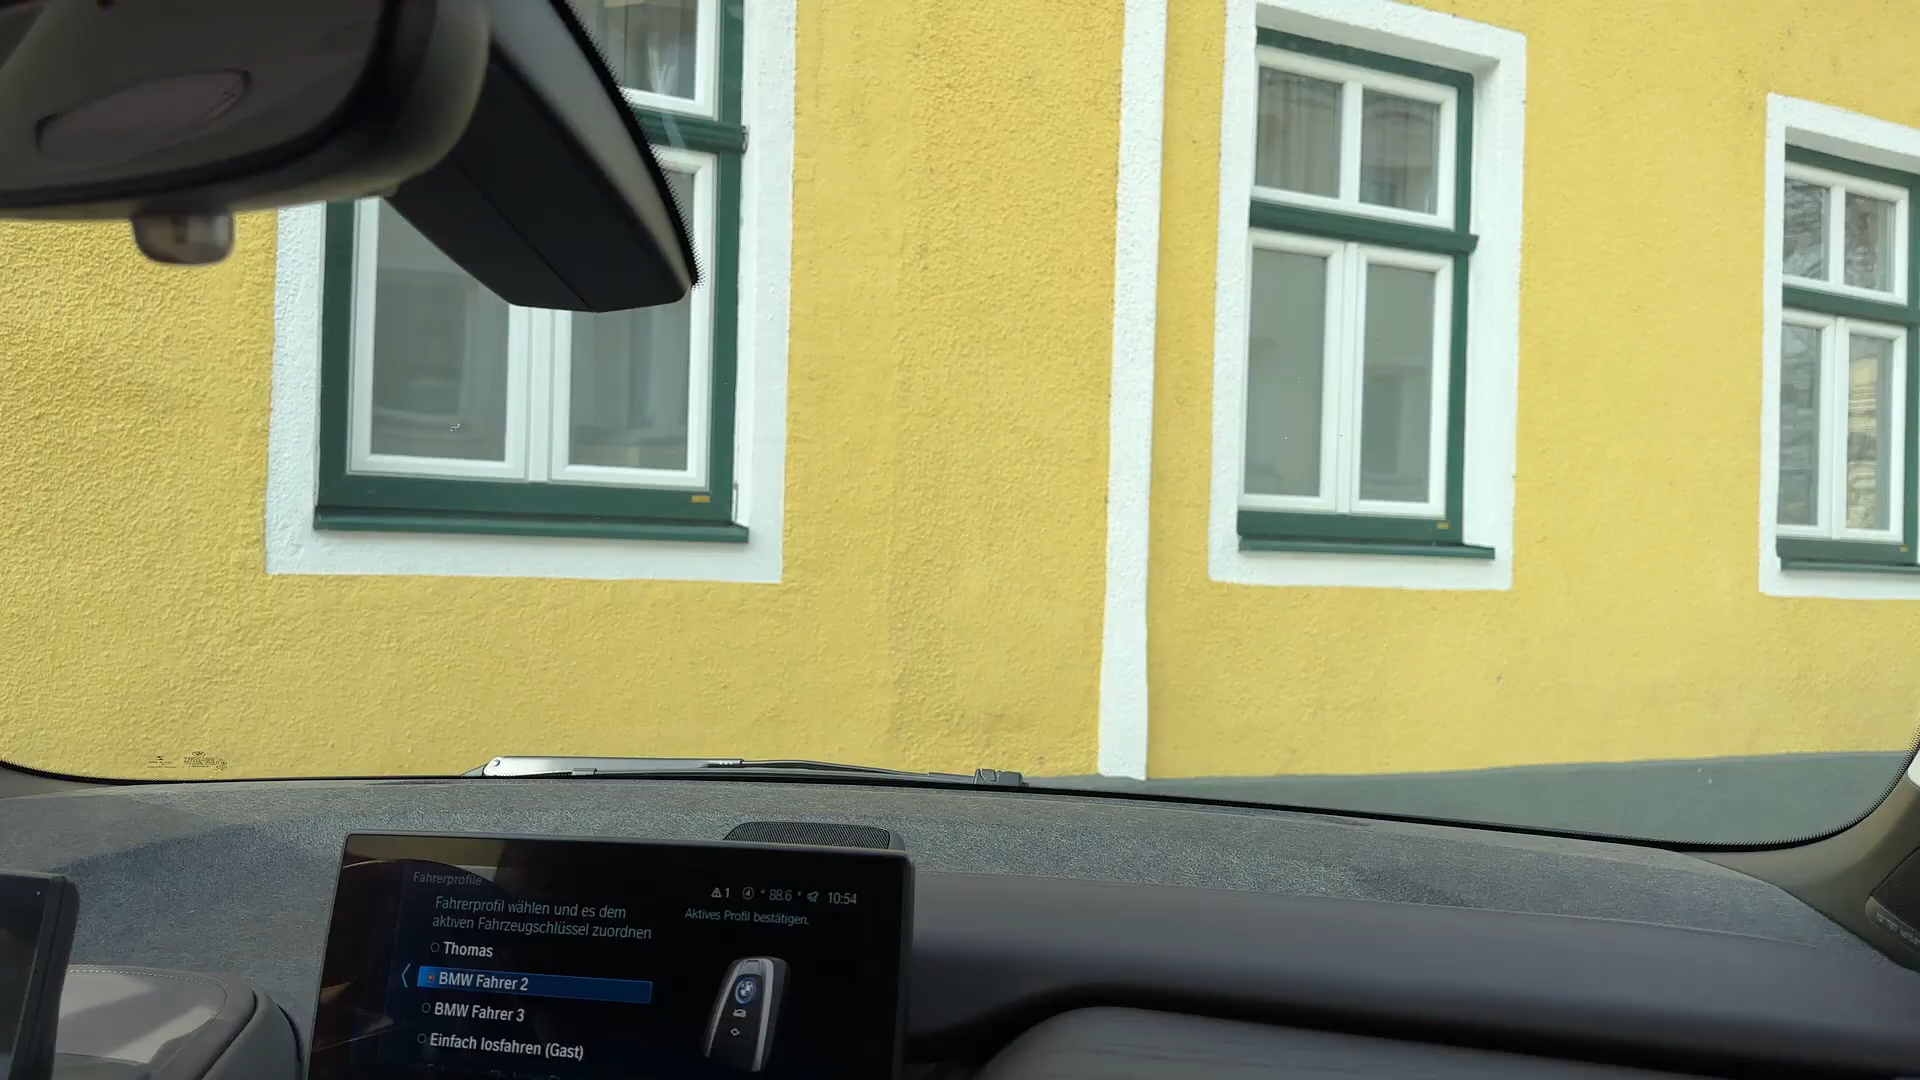 Fahrerprofile
1 4 88.6 10:54
Fahrerprofil wählen und es dem
aktiven Fahrzeugschlüssel zuordnen
Aktives Profil bestätigen.
Thomas
BMW Fahrer 2
BMW Fahrer 3
Einfach losfahren (Gast)